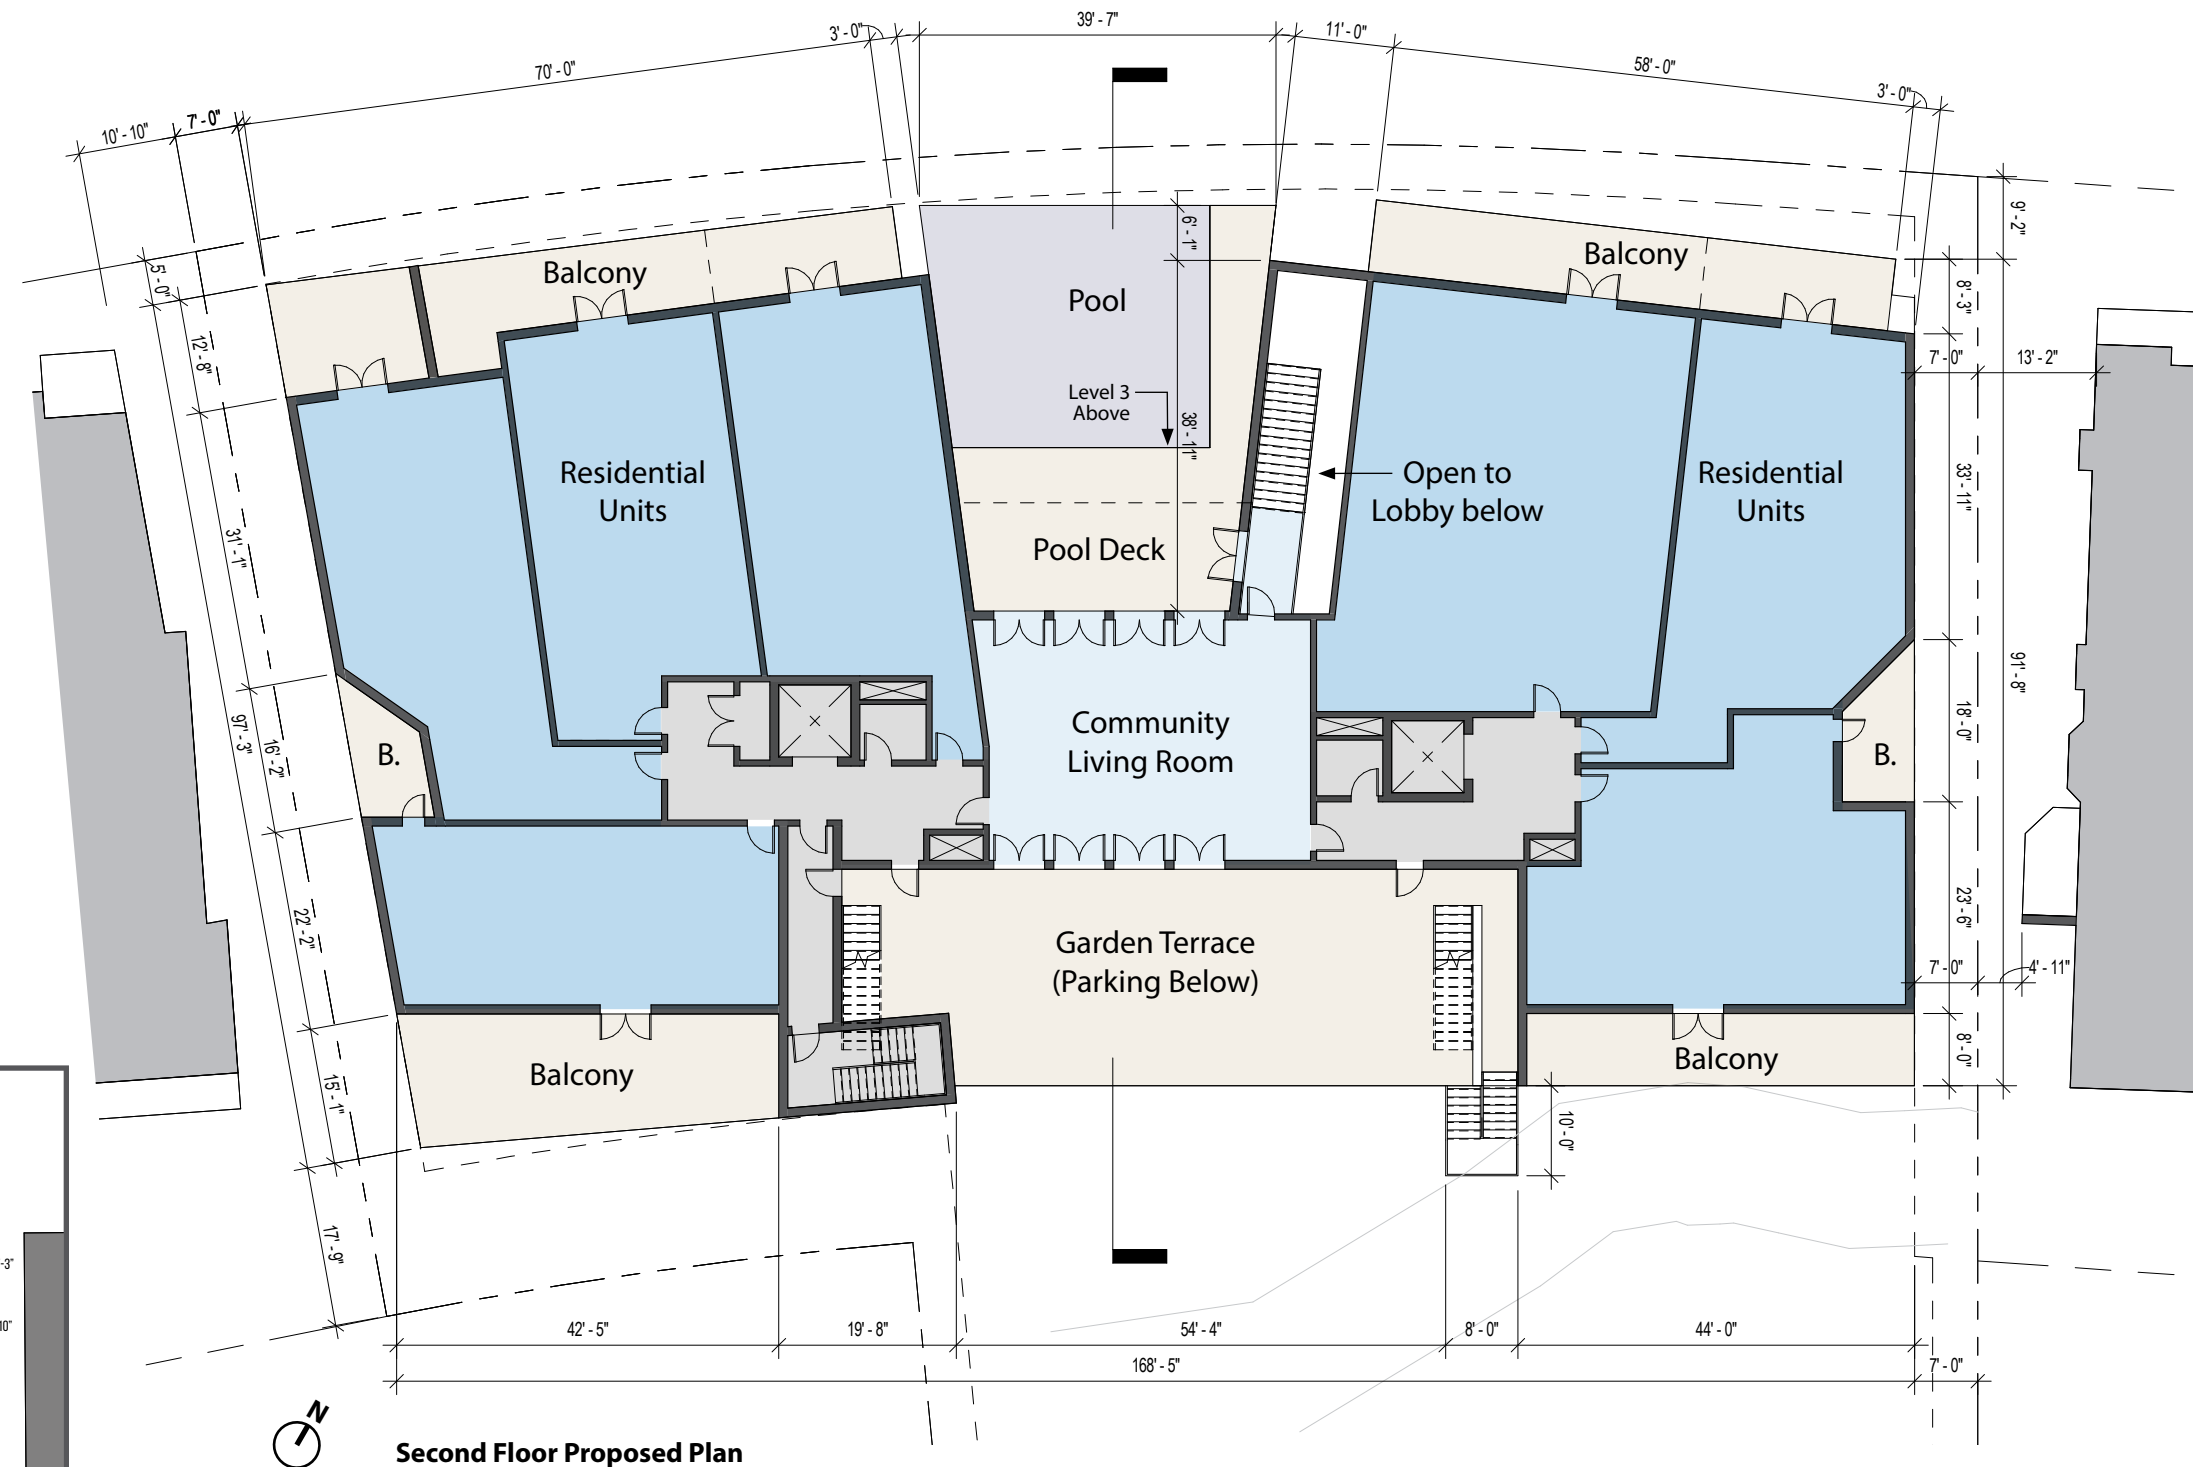 39' - 7"
3' - 0"
11' - 0"
70' - 0"
58' - 0"
3' - 0"
10' - 10"
7' - 0"
9' - 2"
6' - 1"
5' - 0"
Balcony
Balcony
Pool
8' - 3"
12' - 8"
7' - 0"
13' - 2"
Level 3
Above
38' - 11"
Residential
Units
Open to
Lobby below
Residential
Units
33' - 11"
31' - 1"
Pool Deck
91' - 8"
97' - 3"
16' - 2"
18' - 0"
B.
Community
Living Room
B.
22' - 2"
23' - 6"
Garden Terrace
(Parking Below)
7' - 0"
4' - 11"
Balcony
Balcony
8' - 0"
15' - 1"
10' - 0"
17' - 9"
-3"
10"
42' - 5"
19' - 8"
54' - 4"
8' - 0"
44' - 0"
168' - 5"
7' - 0"
N
Second Floor Proposed Plan